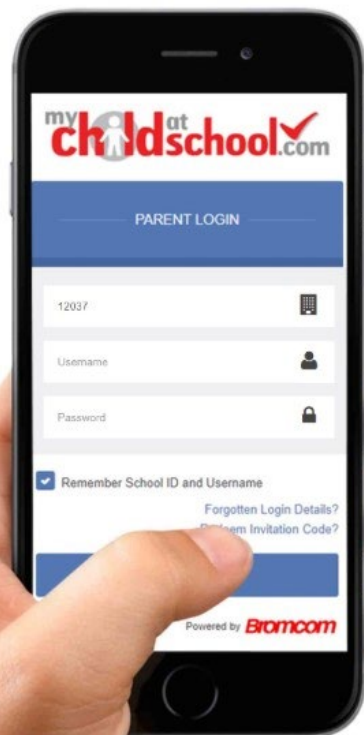 my
child at school.com
PARENT LOGIN
12037
Username
Password
Remember School ID and Username
Forgotten Login Details?
Invitation Code?
Powered by Bromcom